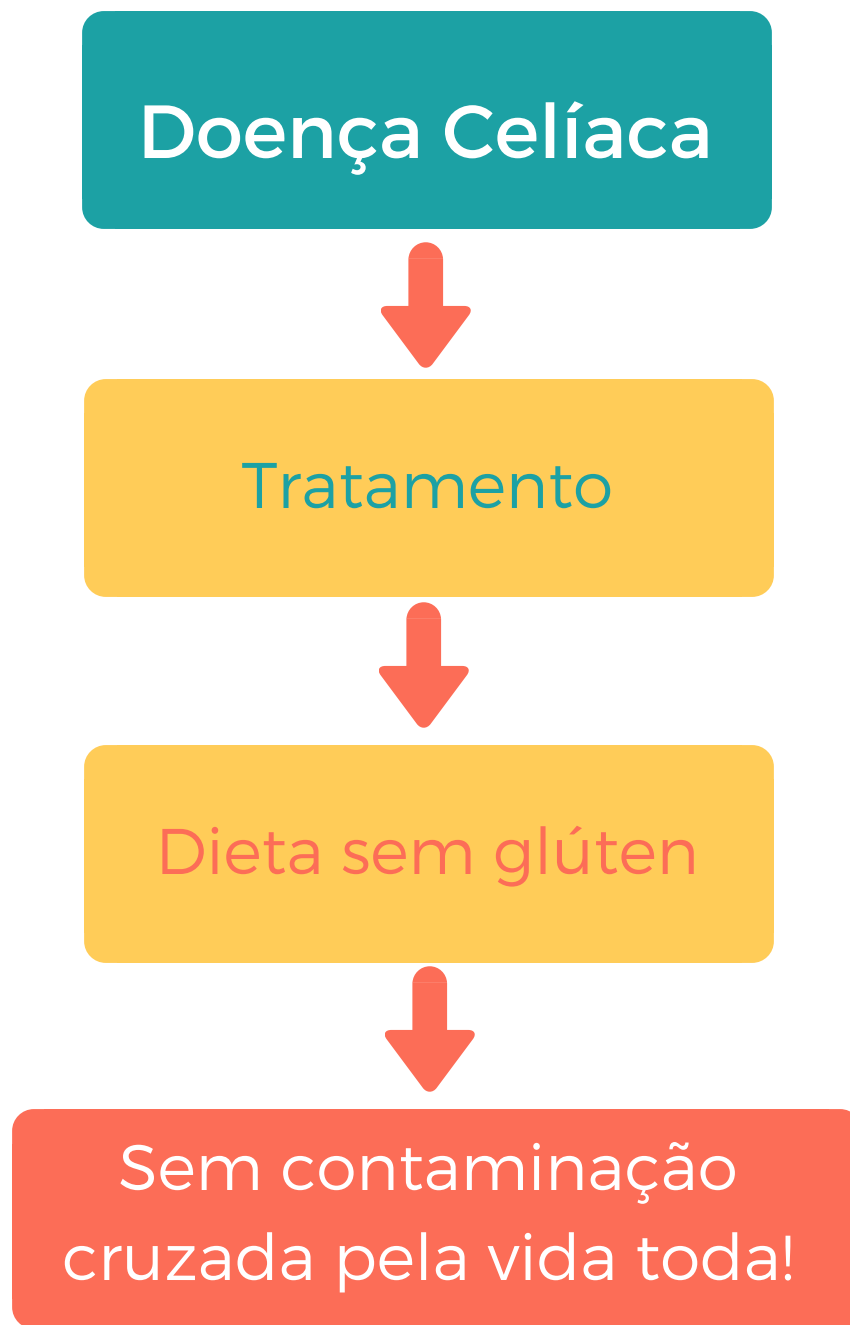 Doença Celíaca
Tratamento
Dieta sem glúten
Sem contaminação
cruzada pela vida toda!